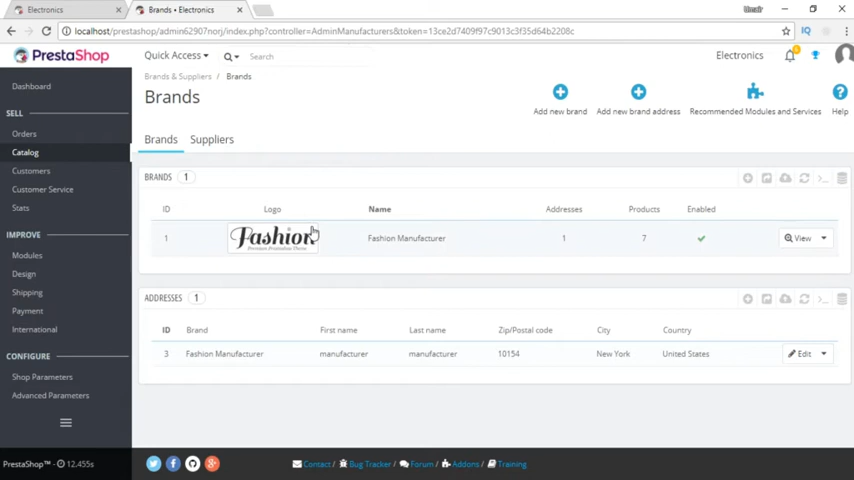 Electronics
Brands • Electronics
Umair
localhost/prestashop/admin62907norj/index.php?controller=AdminManufacturers&token=13ce2d7409f97c9013c3f35d64b2208c
PrestaShop
Quick Access
Search
Electronics
Brands & Suppliers / Brands
Brands
Add new brand
Add new brand address
Recommended Modules and Services
Help
Brands
Suppliers
Dashboard
SELL
Orders
Catalog
Customers
Customer Service
Stats
IMPROVE
Modules
Design
Shipping
Payment
International
CONFIGURE
Shop Parameters
Advanced Parameters
BRANDS 1
ID Logo Name Addresses Products Enabled
1 Fashion Fashion Manufacturer 1 7 View
ADDRESSES 1
ID Brand First name Last name Zip/Postal code City Country
3 Fashion Manufacturer manufacturer manufacturer 10154 New York United States Edit
PrestaShop™ - 12.455s
Contact / Bug Tracker / Forum / Addons / Training